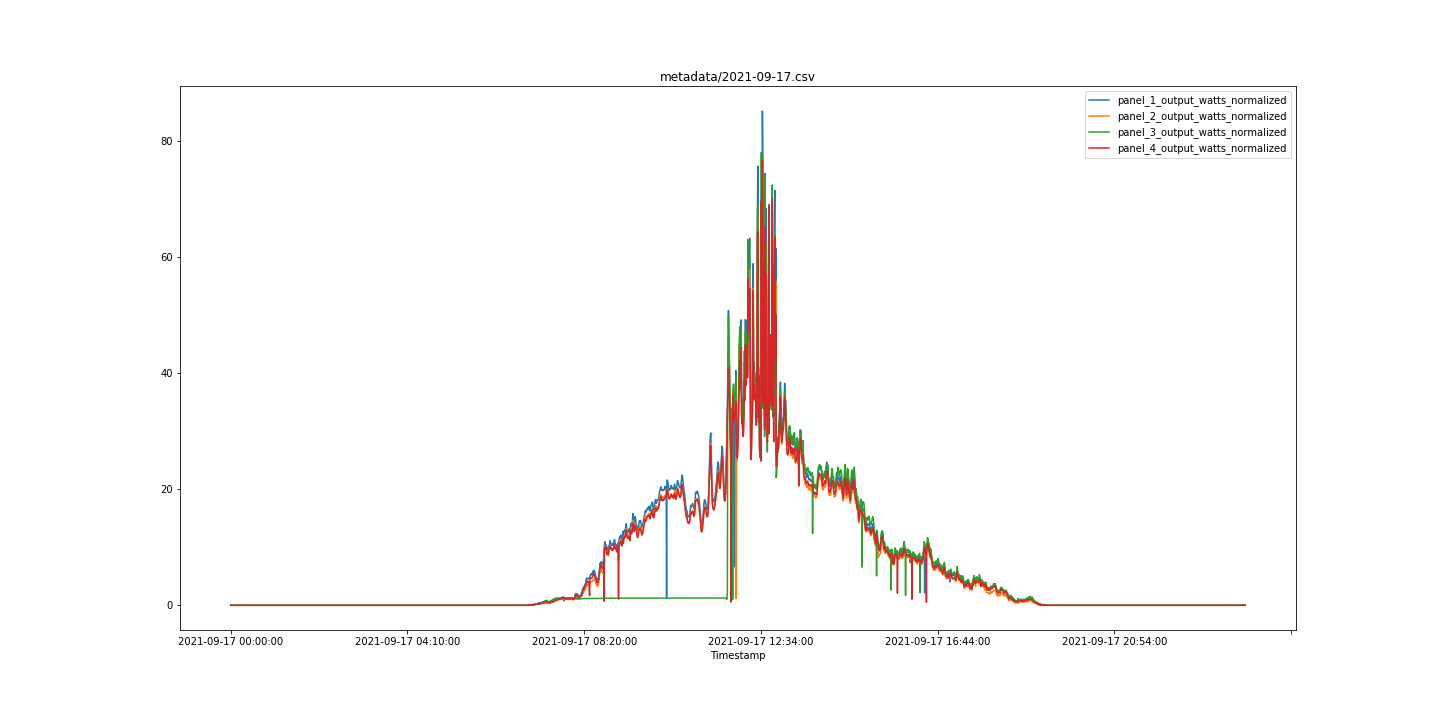 metadata/2021-09-17.csv
panel_1_output_watts_normalized
panel_2_output_watts_normalized
panel_3_output_watts_normalized
panel_4_output_watts_normalized
80
60
40
20
0
2021-09-17 00:00:00 2021-09-17 04:10:00 2021-09-17 08:20:00 2021-09-17 12:34:00 2021-09-17 16:44:00 2021-09-17 20:54:00
Timestamp